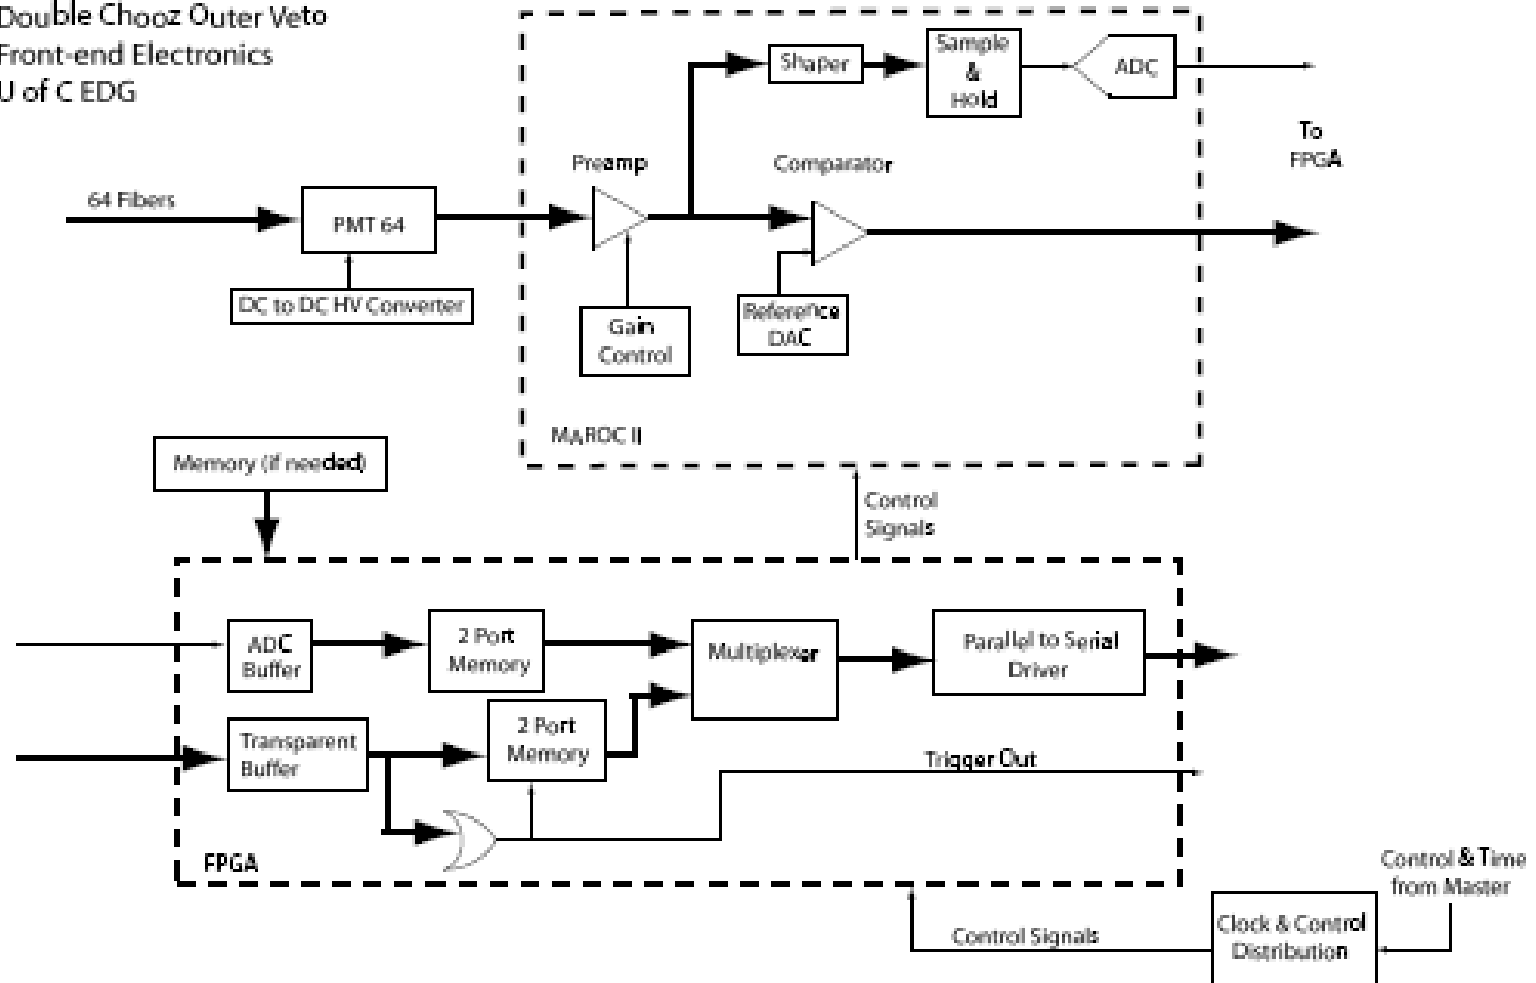 Double Chooz Outer Veto
Front-end Electronics
U of C EDG
Shaper
Sample
&
Hold
ADC
To
FPGA
Preamp
Comparator
64 Fibers
PMT 64
DC to DC HV Converter
Gain
Control
Reference
DAC
MAROC II
Memory (if needed)
Control
Signals
ADC
Buffer
2 Port
Memory
Multiplexer
Parallel to Serial
Driver
Transparent
Buffer
2 Port
Memory
Trigger Out
FPGA
Control & Time
from Master
Clock & Control
Distribution
Control Signals